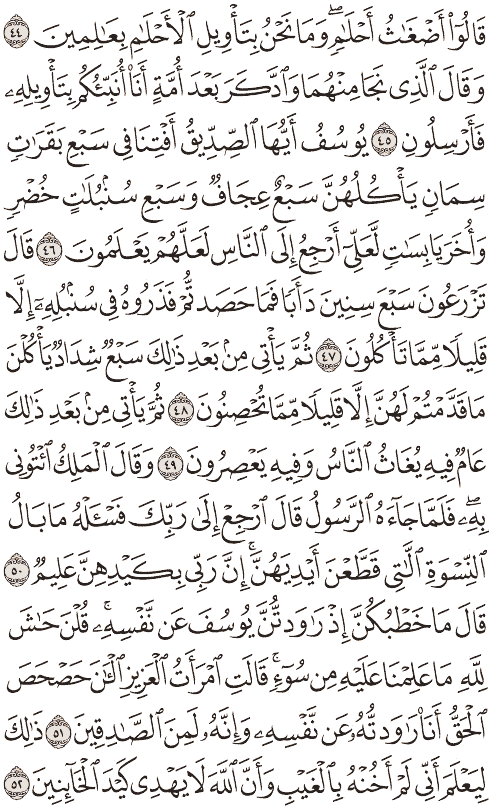 قَالُوٓا۟ أَضْغَـٰثُ أَحْلَـٰمٍۢ ۖ وَمَا نَحْنُ بِتَأْوِيلِ ٱلْأَحْلَـٰمِ بِعَـٰلِمِينَ ٤٤
وَقَالَ ٱلَّذِى نَجَا مِنْهُمَا وَٱدَّكَرَ بَعْدَ أُمَّةٍ أَنَا۠ أُنَبِّئُكُم بِتَأْوِيلِهِۦ
فَأَرْسِلُونِ ٤٥ يُوسُفُ أَيُّهَا ٱلصِّدِّيقُ أَفْتِنَا فِى سَبْعِ بَقَرَٰتٍۢ
سِمَانٍۢ يَأْكُلُهُنَّ سَبْعٌ عِجَافٌۭ وَسَبْعِ سُنۢبُلَـٰتٍ خُضْرٍۢ
وَأُخَرَ يَابِسَـٰتٍۢ لَّعَلِّىٓ أَرْجِعُ إِلَى ٱلنَّاسِ لَعَلَّهُمْ يَعْلَمُونَ ٤٦ قَالَ
تَزْرَعُونَ سَبْعَ سِنِينَ دَأَبًۭا فَمَا حَصَدتُّمْ فَذَرُوهُ فِى سُنۢبُلِهِۦٓ إِلَّا
قَلِيلًۭا مِّمَّا تَأْكُلُونَ ٤٧ ثُمَّ يَأْتِى مِنۢ بَعْدِ ذَٰلِكَ سَبْعٌۭ شِدَادٌۭ يَأْكُلْنَ
مَا قَدَّمْتُمْ لَهُنَّ إِلَّا قَلِيلًۭا مِّمَّا تُحْصِنُونَ ٤٨ ثُمَّ يَأْتِى مِنۢ بَعْدِ ذَٰلِكَ
عَامٌۭ فِيهِ يُغَاثُ ٱلنَّاسُ وَفِيهِ يَعْصِرُونَ ٤٩ وَقَالَ ٱلْمَلِكُ ٱئْتُونِى
بِهِۦ ۖ فَلَمَّا جَآءَهُ ٱلرَّسُولُ قَالَ ٱرْجِعْ إِلَىٰ رَبِّكَ فَسْـَٔلْهُ مَا بَالُ
ٱلنِّسْوَةِ ٱلَّـٰتِى قَطَّعْنَ أَيْدِيَهُنَّ ۚ إِنَّ رَبِّى بِكَيْدِهِنَّ عَلِيمٌۭ ٥٠
قَالَ مَا خَطْبُكُنَّ إِذْ رَٰوَدتُّنَّ يُوسُفَ عَن نَّفْسِهِۦ ۚ قُلْنَ حَـٰشَ
لِلَّهِ مَا عَلِمْنَا عَلَيْهِ مِن سُوٓءٍۢ ۚ قَالَتِ ٱمْرَأَتُ ٱلْعَزِيزِ ٱلْـَٔـٰنَ حَصْحَصَ
ٱلْحَقُّ أَنَا۠ رَٰوَدتُّهُۥ عَن نَّفْسِهِۦ وَإِنَّهُۥ لَمِنَ ٱلصَّـٰدِقِينَ ٥١ ذَٰلِكَ
لِيَعْلَمَ أَنِّى لَمْ أَخُنْهُ بِٱلْغَيْبِ وَأَنَّ ٱللَّهَ لَا يَهْدِى كَيْدَ ٱلْخَآئِنِينَ ٥٢